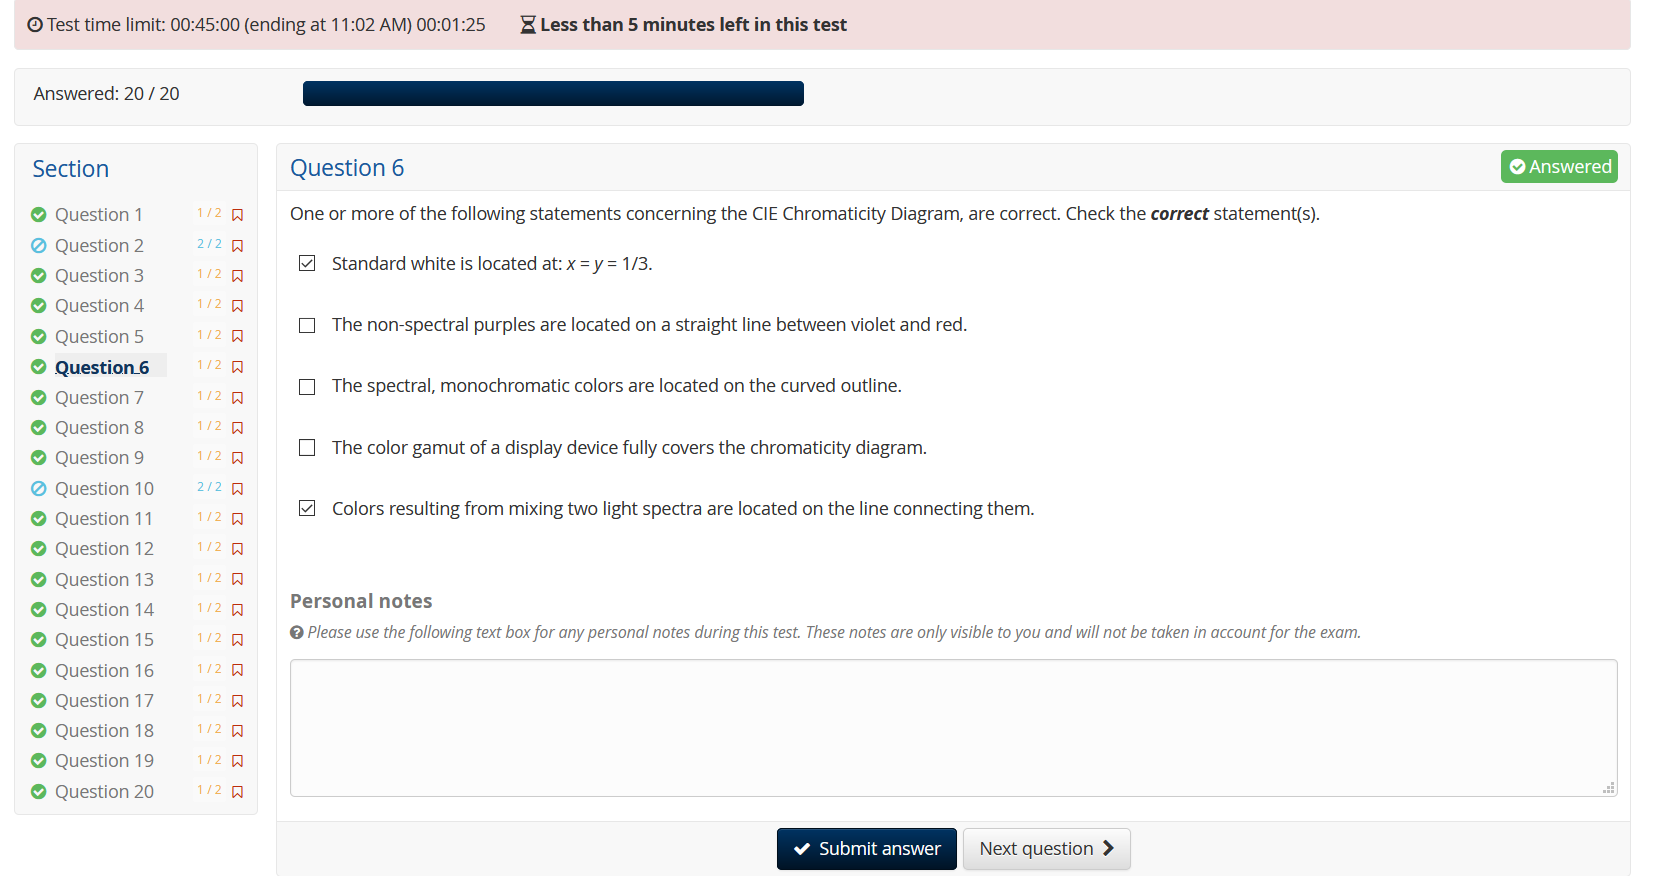 Test time limit: 00:45:00 (ending at 11:02 AM) 00:01:25 Less than 5 minutes left in this test
Answered: 20 / 20
Section
Question 1 1 / 2
Question 2 2 / 2
Question 3 1 / 2
Question 4 1 / 2
Question 5 1 / 2
Question 6 1 / 2
Question 7 1 / 2
Question 8 1 / 2
Question 9 1 / 2
Question 10 2 / 2
Question 11 1 / 2
Question 12 1 / 2
Question 13 1 / 2
Question 14 1 / 2
Question 15 1 / 2
Question 16 1 / 2
Question 17 1 / 2
Question 18 1 / 2
Question 19 1 / 2
Question 20 1 / 2
Question 6
Answered
One or more of the following statements concerning the CIE Chromaticity Diagram, are correct. Check the correct statement(s).
Standard white is located at: x = y = 1/3.
The non-spectral purples are located on a straight line between violet and red.
The spectral, monochromatic colors are located on the curved outline.
The color gamut of a display device fully covers the chromaticity diagram.
Colors resulting from mixing two light spectra are located on the line connecting them.
Personal notes
Please use the following text box for any personal notes during this test. These notes are only visible to you and will not be taken in account for the exam.
Submit answer
Next question